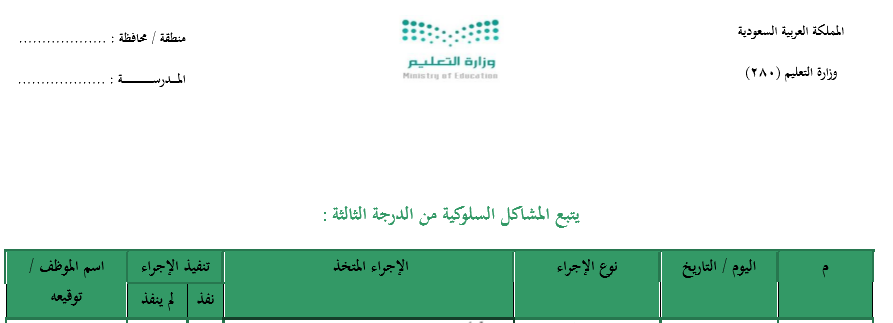 المملكة العربية السعودية
وزارة التعليم (٢٨٠)
وزارة التعليم
Ministry of Education
منطقة / محافظة : ...................
المـدرســـــــة : ...................
يتبع المشاكل السلوكية من الدرجة الثالثة :
م
اليوم / التاريخ
نوع الإجراء
الإجراء المتخذ
تنفيذ الإجراء
نفذ
لم ينفذ
اسم الموظف /
توقيعه